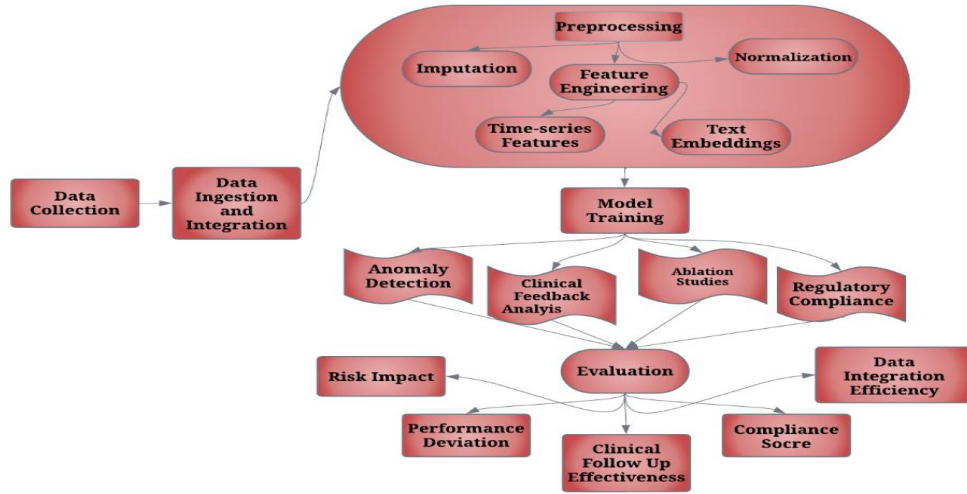 Preprocessing
Imputation
Normalization
Feature
Engineering
Time-series
Features
Text
Embeddings
Data
Collection
Data
Ingestion
and
Integration
Model
Training
Anomaly
Detection
Clinical
Feedback
Analyis
Ablation
Studies
Regulatory
Compliance
Evaluation
Risk Impact
Data
Integration
Efficiency
Performance
Deviation
Clinical
Follow Up
Effectiveness
Compliance
Socre